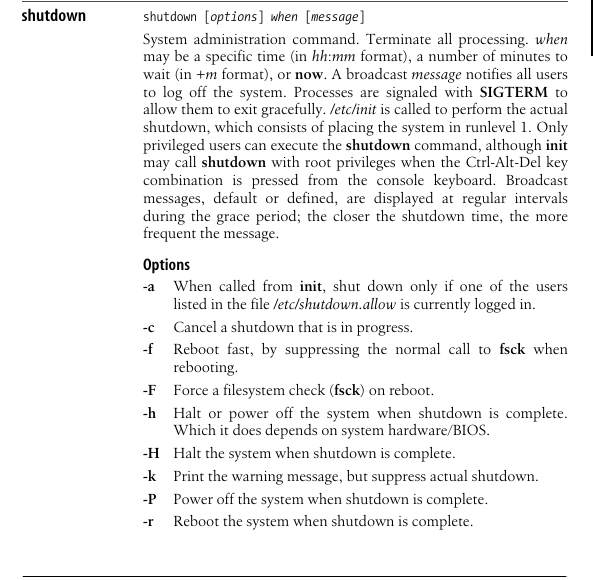 shutdown
shutdown [options] when [message]
System administration command. Terminate all processing. when
may be a specific time (in hh:mm format), a number of minutes to
wait (in +m format), or now. A broadcast message notifies all users
to log off the system. Processes are signaled with SIGTERM to
allow them to exit gracefully. /etc/init is called to perform the actual
shutdown, which consists of placing the system in runlevel 1. Only
privileged users can execute the shutdown command, although init
may call shutdown with root privileges when the Ctrl-Alt-Del key
combination is pressed from the console keyboard. Broadcast
messages, default or defined, are displayed at regular intervals
during the grace period; the closer the shutdown time, the more
frequent the message.
Options
-a When called from init, shut down only if one of the users
listed in the file /etc/shutdown.allow is currently logged in.
-c Cancel a shutdown that is in progress.
-f Reboot fast, by suppressing the normal call to fsck when
rebooting.
-F Force a filesystem check (fsck) on reboot.
-h Halt or power off the system when shutdown is complete.
Which it does depends on system hardware/BIOS.
-H Halt the system when shutdown is complete.
-k Print the warning message, but suppress actual shutdown.
-P Power off the system when shutdown is complete.
-r Reboot the system when shutdown is complete.